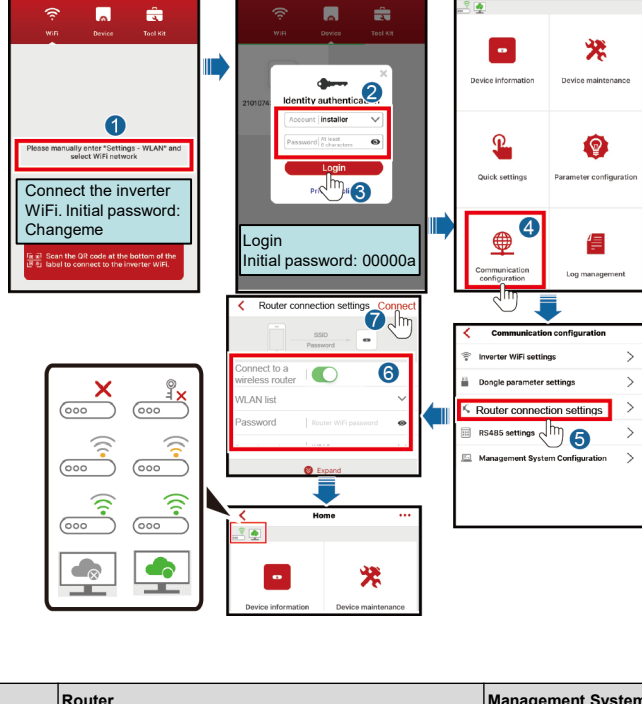 WiFi
Device
Tool Kit
1
Please manually enter "Settings - WLAN" and
select WiFi network
Connect the inverter
WiFi. Initial password:
Changeme
Scan the QR code at the bottom of the
label to connect to the inverter WiFi.
WiFi
Device
Tool Kit
2101074
Identity authentica
2
Account
installer
Password
At least
6 characters
Login
3
Login
Initial password: 00000a
Device information
Device maintenance
Quick settings
Parameter configuration
4
Communication
configuration
Log management
Communication configuration
Inverter WiFi settings
Dongle parameter settings
Router connection settings
RS485 settings
5
Management System Configuration
Router connection settings
Connect
7
SSID
Password
Connect to a
wireless router
6
WLAN list
Password
Router WiFi password
Expand
Home
Device information
Device maintenance
Router
Management System